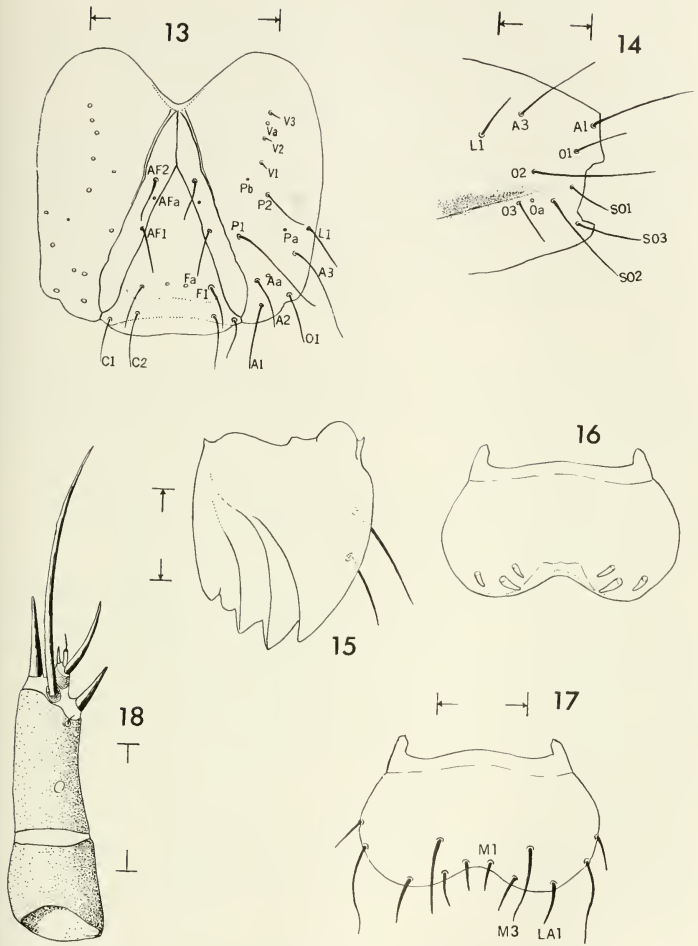 13
V3
Va
V2
V1
AF2
Pb
AFa
P2
AF1
P1
Pa
L1
Fa
F1
Aa
A3
A2
O1
C1
C2
A1
14
L1
A3
A1
O1
O2
SO1
O3
Oa
SO3
SO2
15
16
17
M1
M3
LA1
18